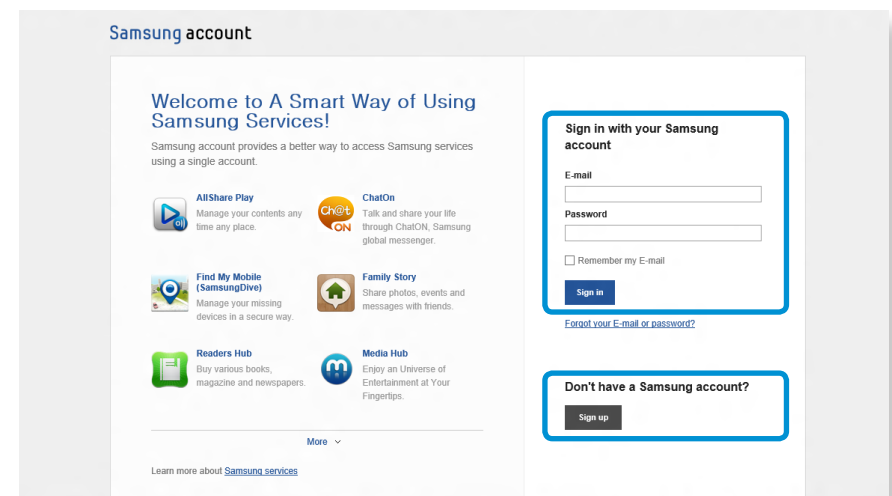 Samsung account
Welcome to A Smart Way of Using
Samsung Services!
Samsung account provides a better way to access Samsung services
using a single account.
AllShare Play
Manage your contents any
time any place.
Ch@t
ON
ChatOn
Talk and share your life
through ChatON, Samsung
global messenger.
Find My Mobile
(SamsungDive)
Manage your missing
devices in a secure way.
Family Story
Share photos, events and
messages with friends.
Readers Hub
Buy various books,
magazine and newspapers.
m
Media Hub
Enjoy an Universe of
Entertainment at Your
Fingertips.
More
Learn more about Samsung services
Sign in with your Samsung
account
E-mail
Password
Remember my E-mail
Sign in
Forgot your E-mail or password?
Don't have a Samsung account?
Sign up